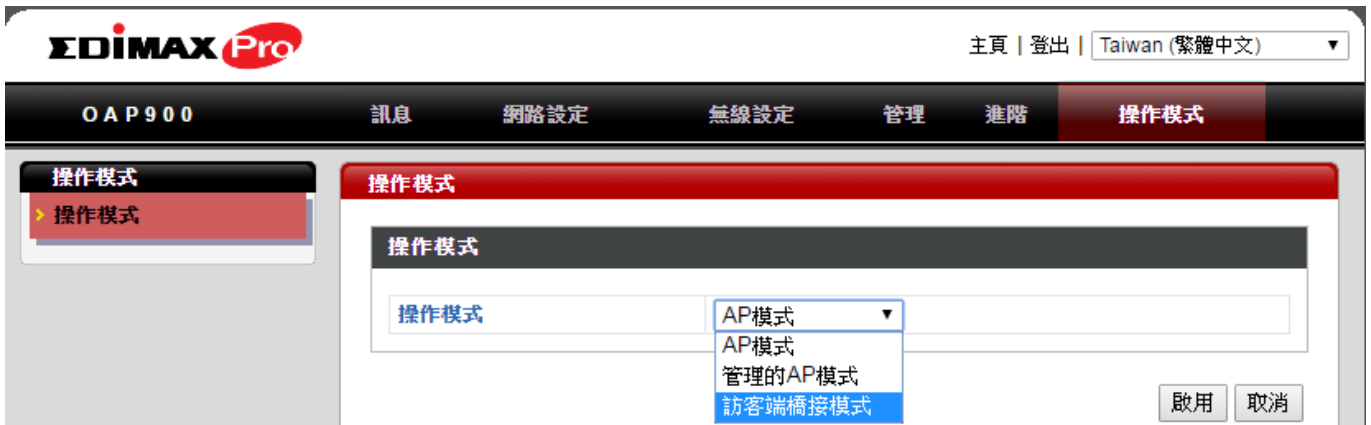 EDIMAX Pro
主頁 | 登出 | Taiwan (繁體中文)
OAP900 訊息 網路設定 無線設定 管理 進階 操作模式
操作模式
操作模式
操作模式
操作模式
操作模式 AP模式
AP模式
管理的AP模式
訪客端橋接模式
啟用 取消